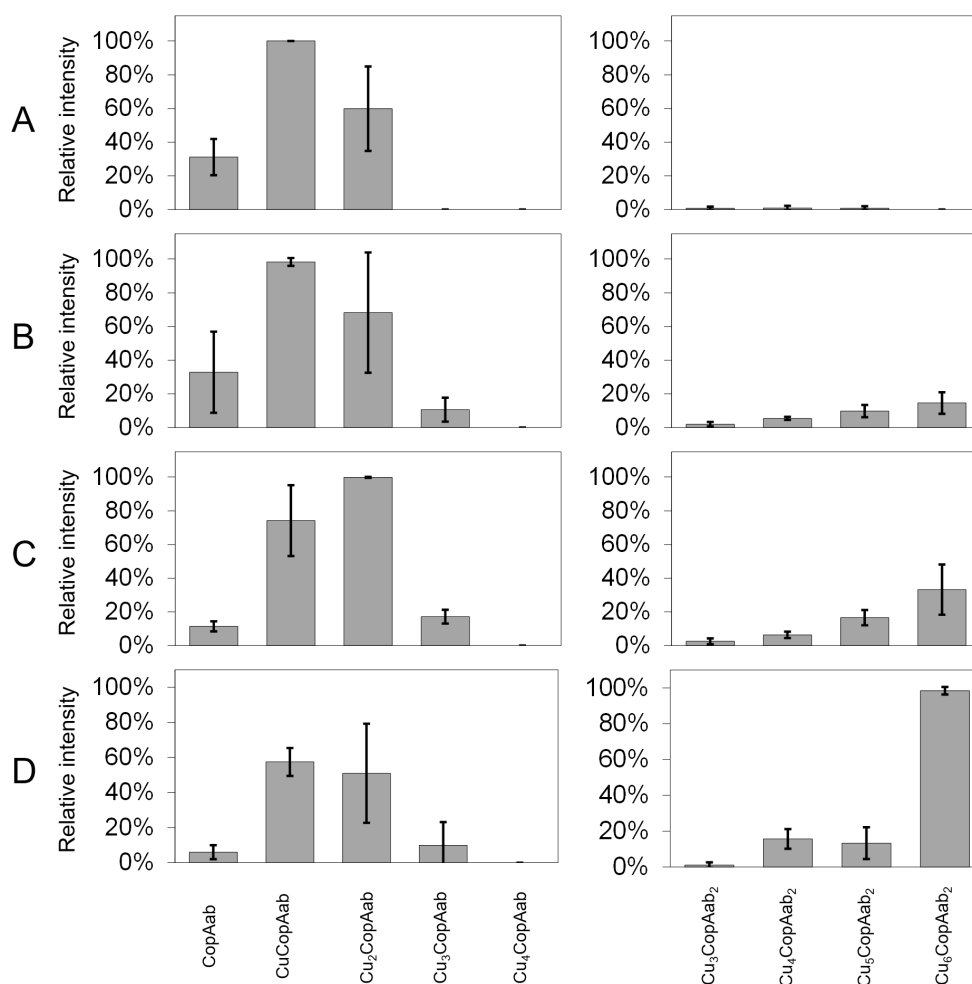 A
Relative intensity
100%
80%
60%
40%
20%
0%
100%
80%
60%
40%
20%
0%
B
Relative intensity
100%
80%
60%
40%
20%
0%
100%
80%
60%
40%
20%
0%
C
Relative intensity
100%
80%
60%
40%
20%
0%
100%
80%
60%
40%
20%
0%
D
Relative intensity
100%
80%
60%
40%
20%
0%
100%
80%
60%
40%
20%
0%
CopAab
CuCopAab
Cu₂CopAab
Cu₃CopAab
Cu₄CopAab
Cu₃CopAab₂
Cu₄CopAab₂
Cu₅CopAab₂
Cu₆CopAab₂